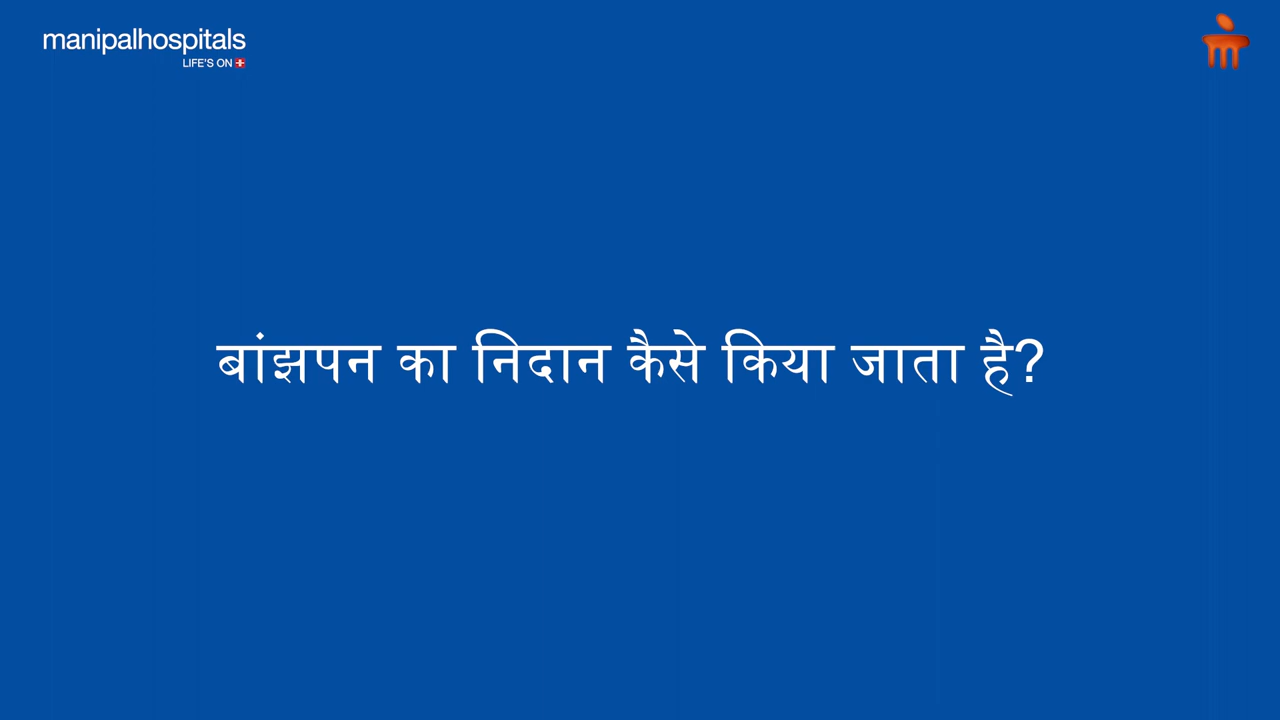 manipalhospitals
LIFE'S ON
बांझपन का निदान कैसे किया जाता है?